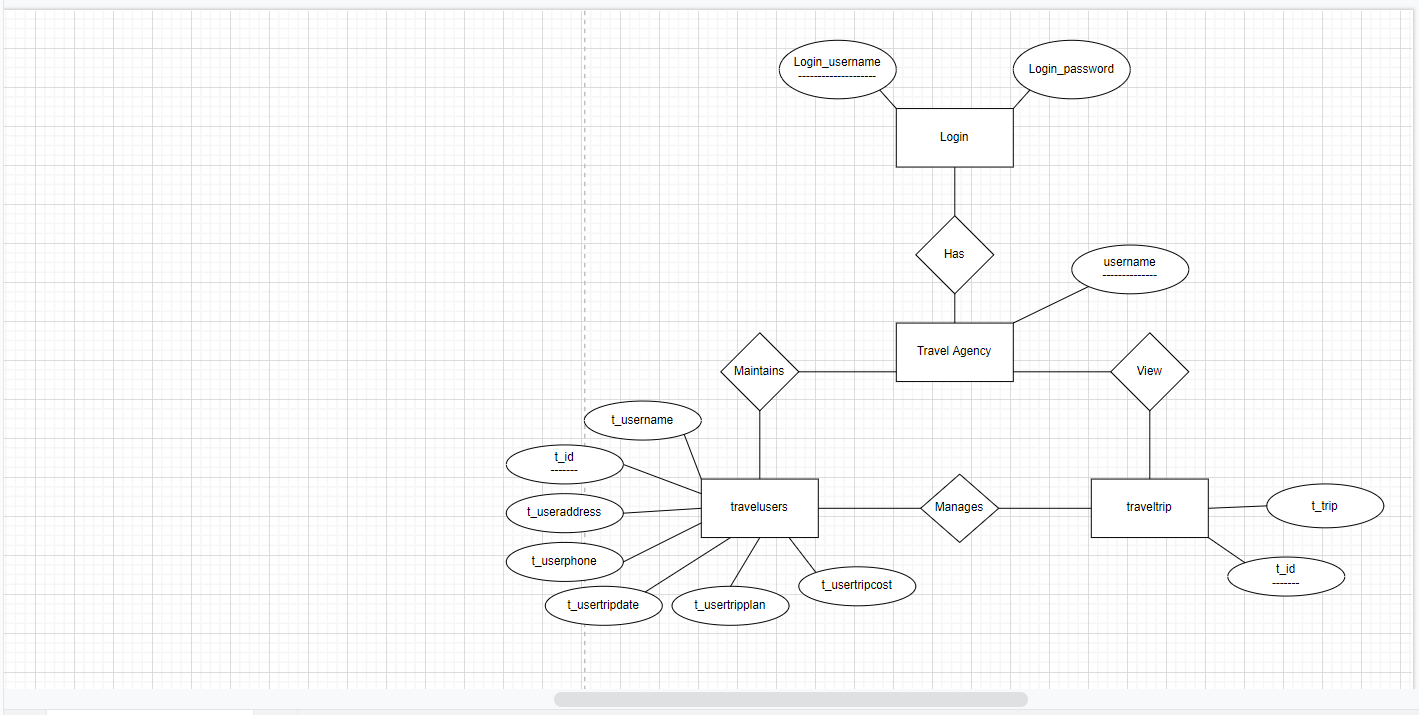 Login_username
--------------------
Login_password
Login
Has
username
--------------
Travel Agency
Maintains
View
t_username
t_id
-------
t_useraddress
t_userphone
t_usertripdate
t_usertripplan
t_usertripcost
travelusers
Manages
traveltrip
t_trip
t_id
-------